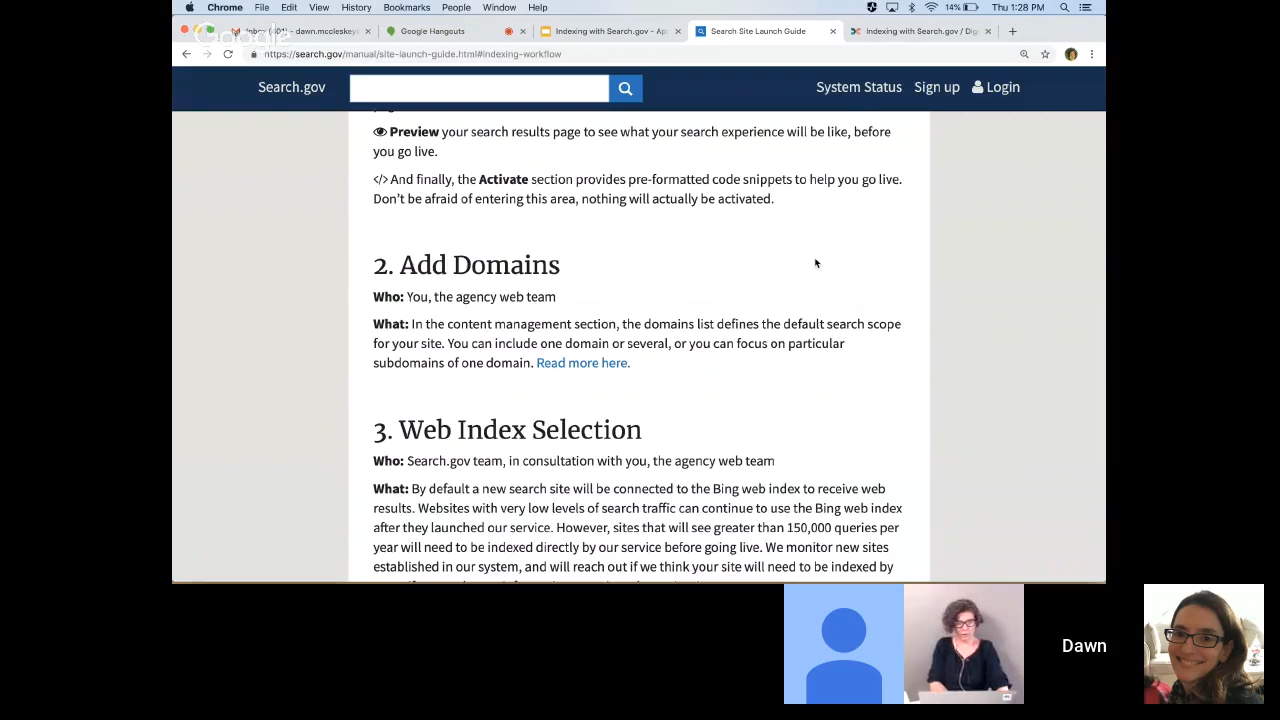 Chrome File Edit View History Bookmarks People Window Help 14% Thu 1:28 PM
Google
Inbox (401) - dawn.mccleskey Google Hangouts Indexing with Search.gov - Ap Search Site Launch Guide Indexing with Search.gov / Dig
https://search.gov/manual/site-launch-guide.html#indexing-workflow
Search.gov System Status Sign up Login
Preview your search results page to see what your search experience will be like, before
you go live.
</> And finally, the Activate section provides pre-formatted code snippets to help you go live.
Don't be afraid of entering this area, nothing will actually be activated.
2. Add Domains
Who: You, the agency web team
What: In the content management section, the domains list defines the default search scope
for your site. You can include one domain or several, or you can focus on particular
subdomains of one domain. Read more here.
3. Web Index Selection
Who: Search.gov team, in consultation with you, the agency web team
What: By default a new search site will be connected to the Bing web index to receive web
results. Websites with very low levels of search traffic can continue to use the Bing web index
after they launched our service. However, sites that will see greater than 150,000 queries per
year will need to be indexed directly by our service before going live. We monitor new sites
established in our system, and will reach out if we think your site will need to be indexed by
Dawn